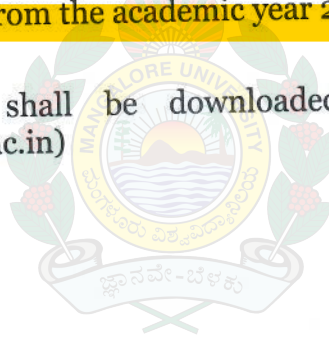 rom the academic year 2
shall be downloaded
c.in)
MANGALORE UNIVERSITY
ಮಂಗಳೂರು ವಿಶ್ವವಿದ್ಯಾನಿಲಯ
ಜ್ಞಾನವೇ-ಬೆಳಕು